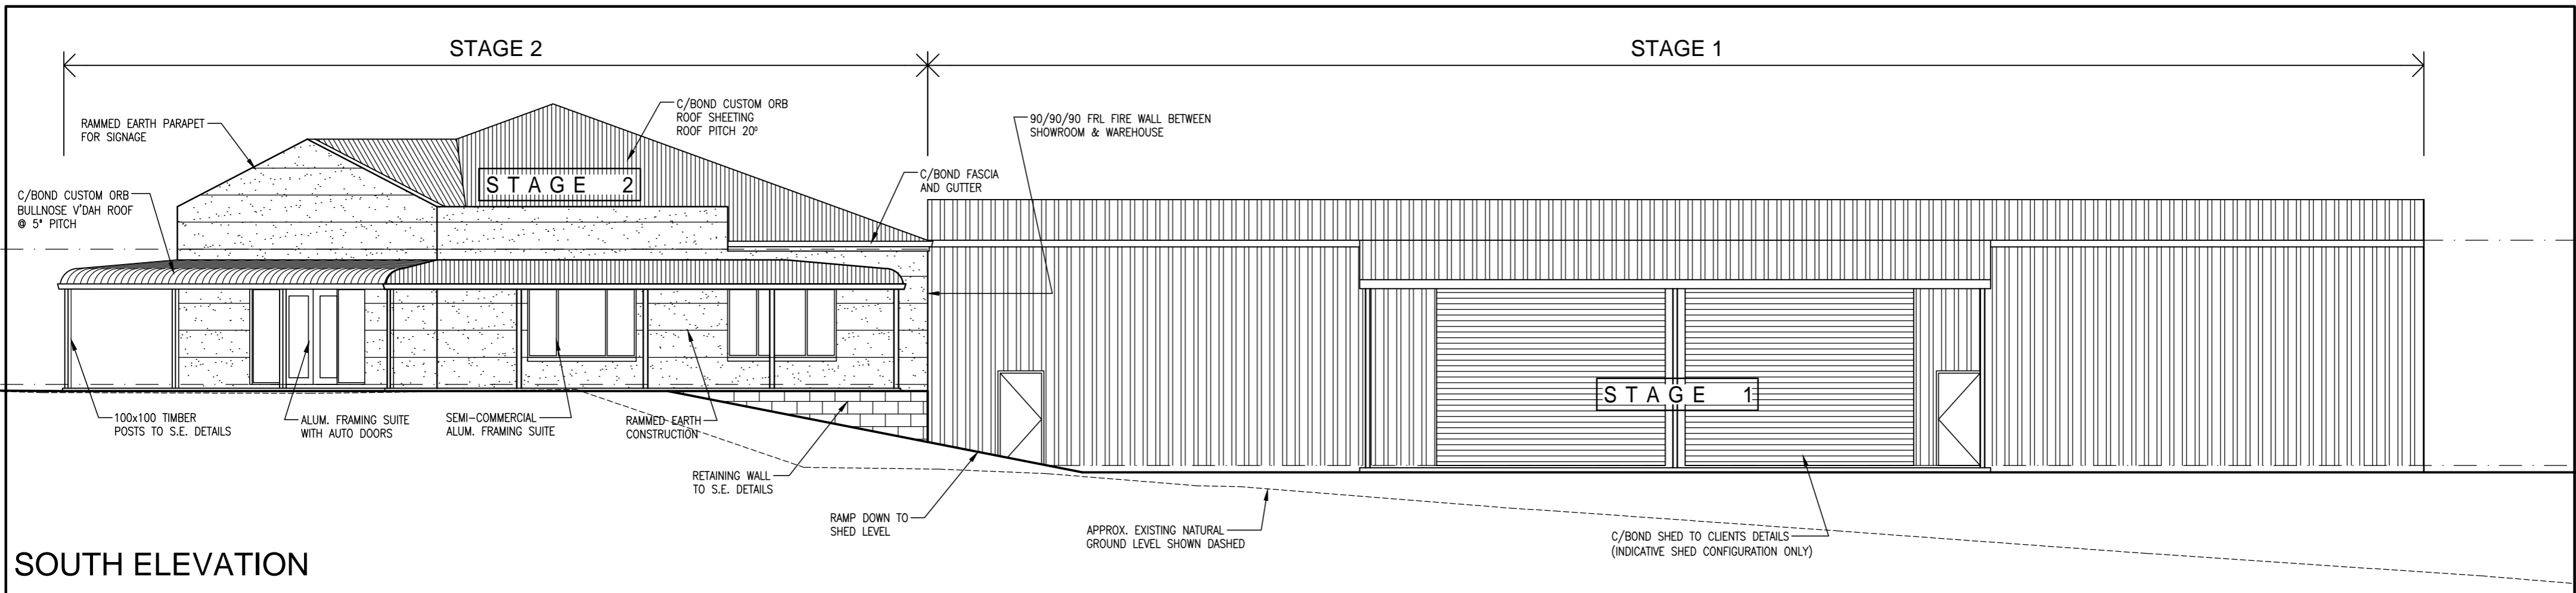 STAGE 2
STAGE 1
C/BOND CUSTOM ORB
ROOF SHEETING
ROOF PITCH 20º
RAMMED EARTH PARAPET
FOR SIGNAGE
90/90/90 FRL FIRE WALL BETWEEN
SHOWROOM & WAREHOUSE
C/BOND FASCIA
AND GUTTER
STAGE 2
C/BOND CUSTOM ORB
BULLNOSE V'DAH ROOF
@ 5° PITCH
STAGE 1
100x100 TIMBER
POSTS TO S.E. DETAILS
ALUM. FRAMING SUITE
WITH AUTO DOORS
SEMI-COMMERCIAL
ALUM. FRAMING SUITE
RAMMED EARTH
CONSTRUCTION
RETAINING WALL
TO S.E. DETAILS
RAMP DOWN TO
SHED LEVEL
APPROX. EXISTING NATURAL
GROUND LEVEL SHOWN DASHED
C/BOND SHED TO CLIENTS DETAILS
(INDICATIVE SHED CONFIGURATION ONLY)
SOUTH ELEVATION